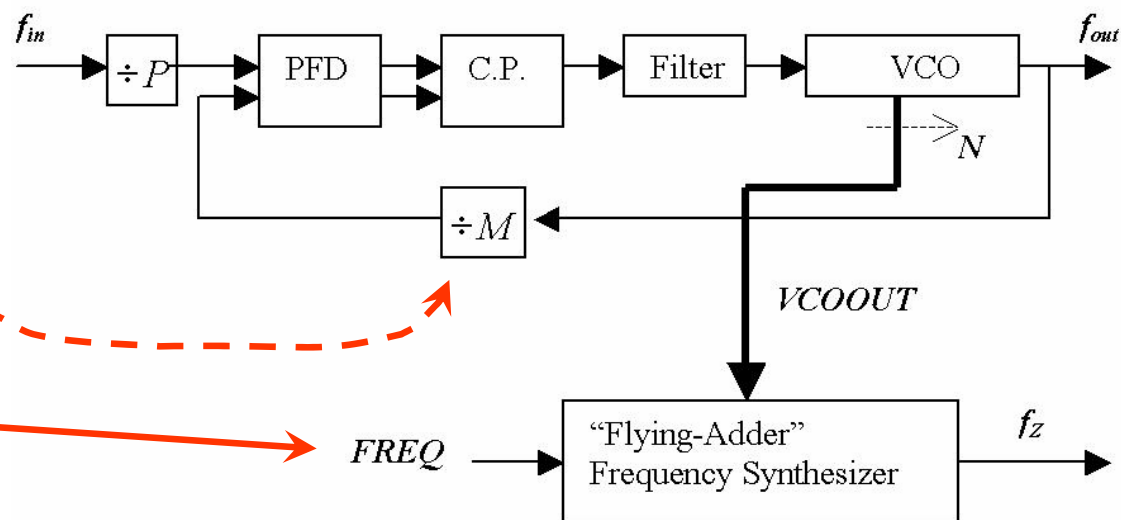 f_in
f_out
÷P
PFD
C.P.
Filter
VCO
N
÷M
VCOOUT
FREQ
“Flying-Adder”
Frequency Synthesizer
f_Z